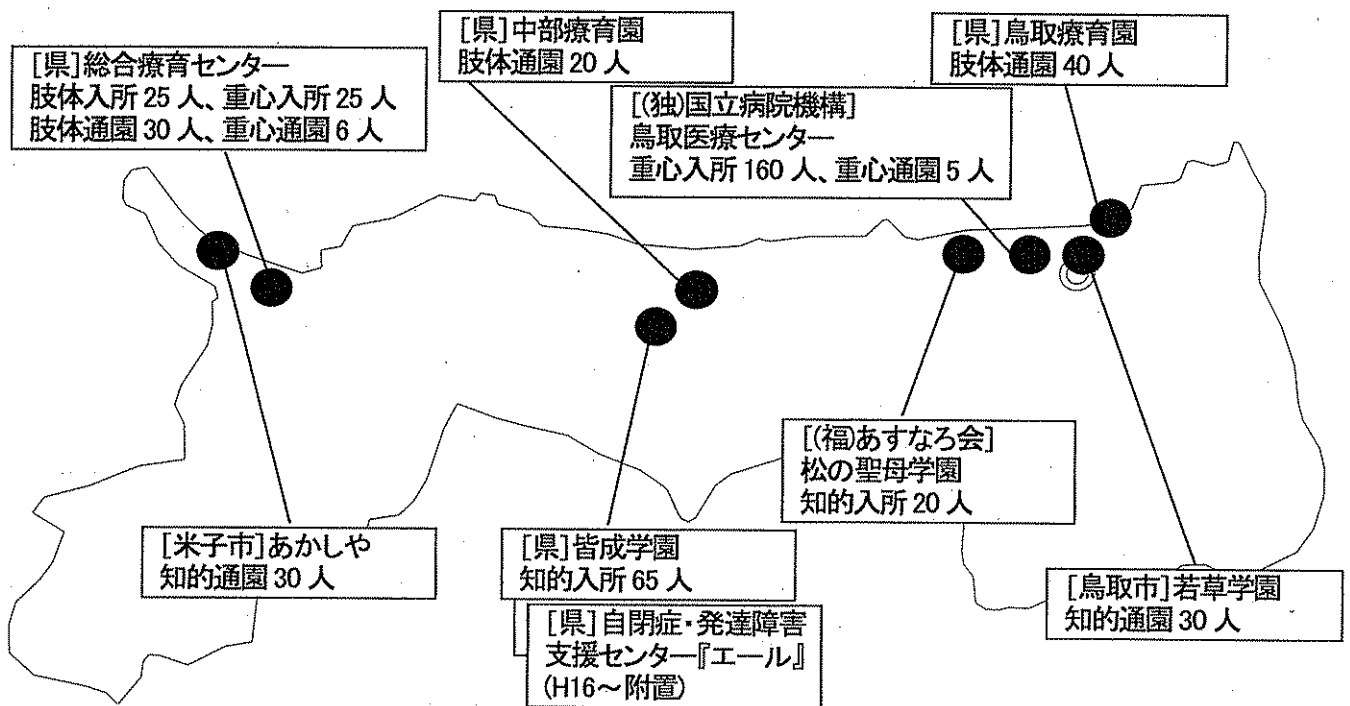 [県]総合療育センター
肢体入所 25 人、重心入所 25 人
肢体通園 30 人、重心通園 6 人
[県]中部療育園
肢体通園 20 人
[(独)国立病院機構]
鳥取医療センター
重心入所 160 人、重心通園 5 人
[県]鳥取療育園
肢体通園 40 人
[米子市]あかしや
知的通園 30 人
[県]皆成学園
知的入所 65 人
[県]自閉症・発達障害
支援センター『エール』
(H16～附置)
[(福)あすなろ会]
松の聖母学園
知的入所 20 人
[鳥取市]若草学園
知的通園 30 人